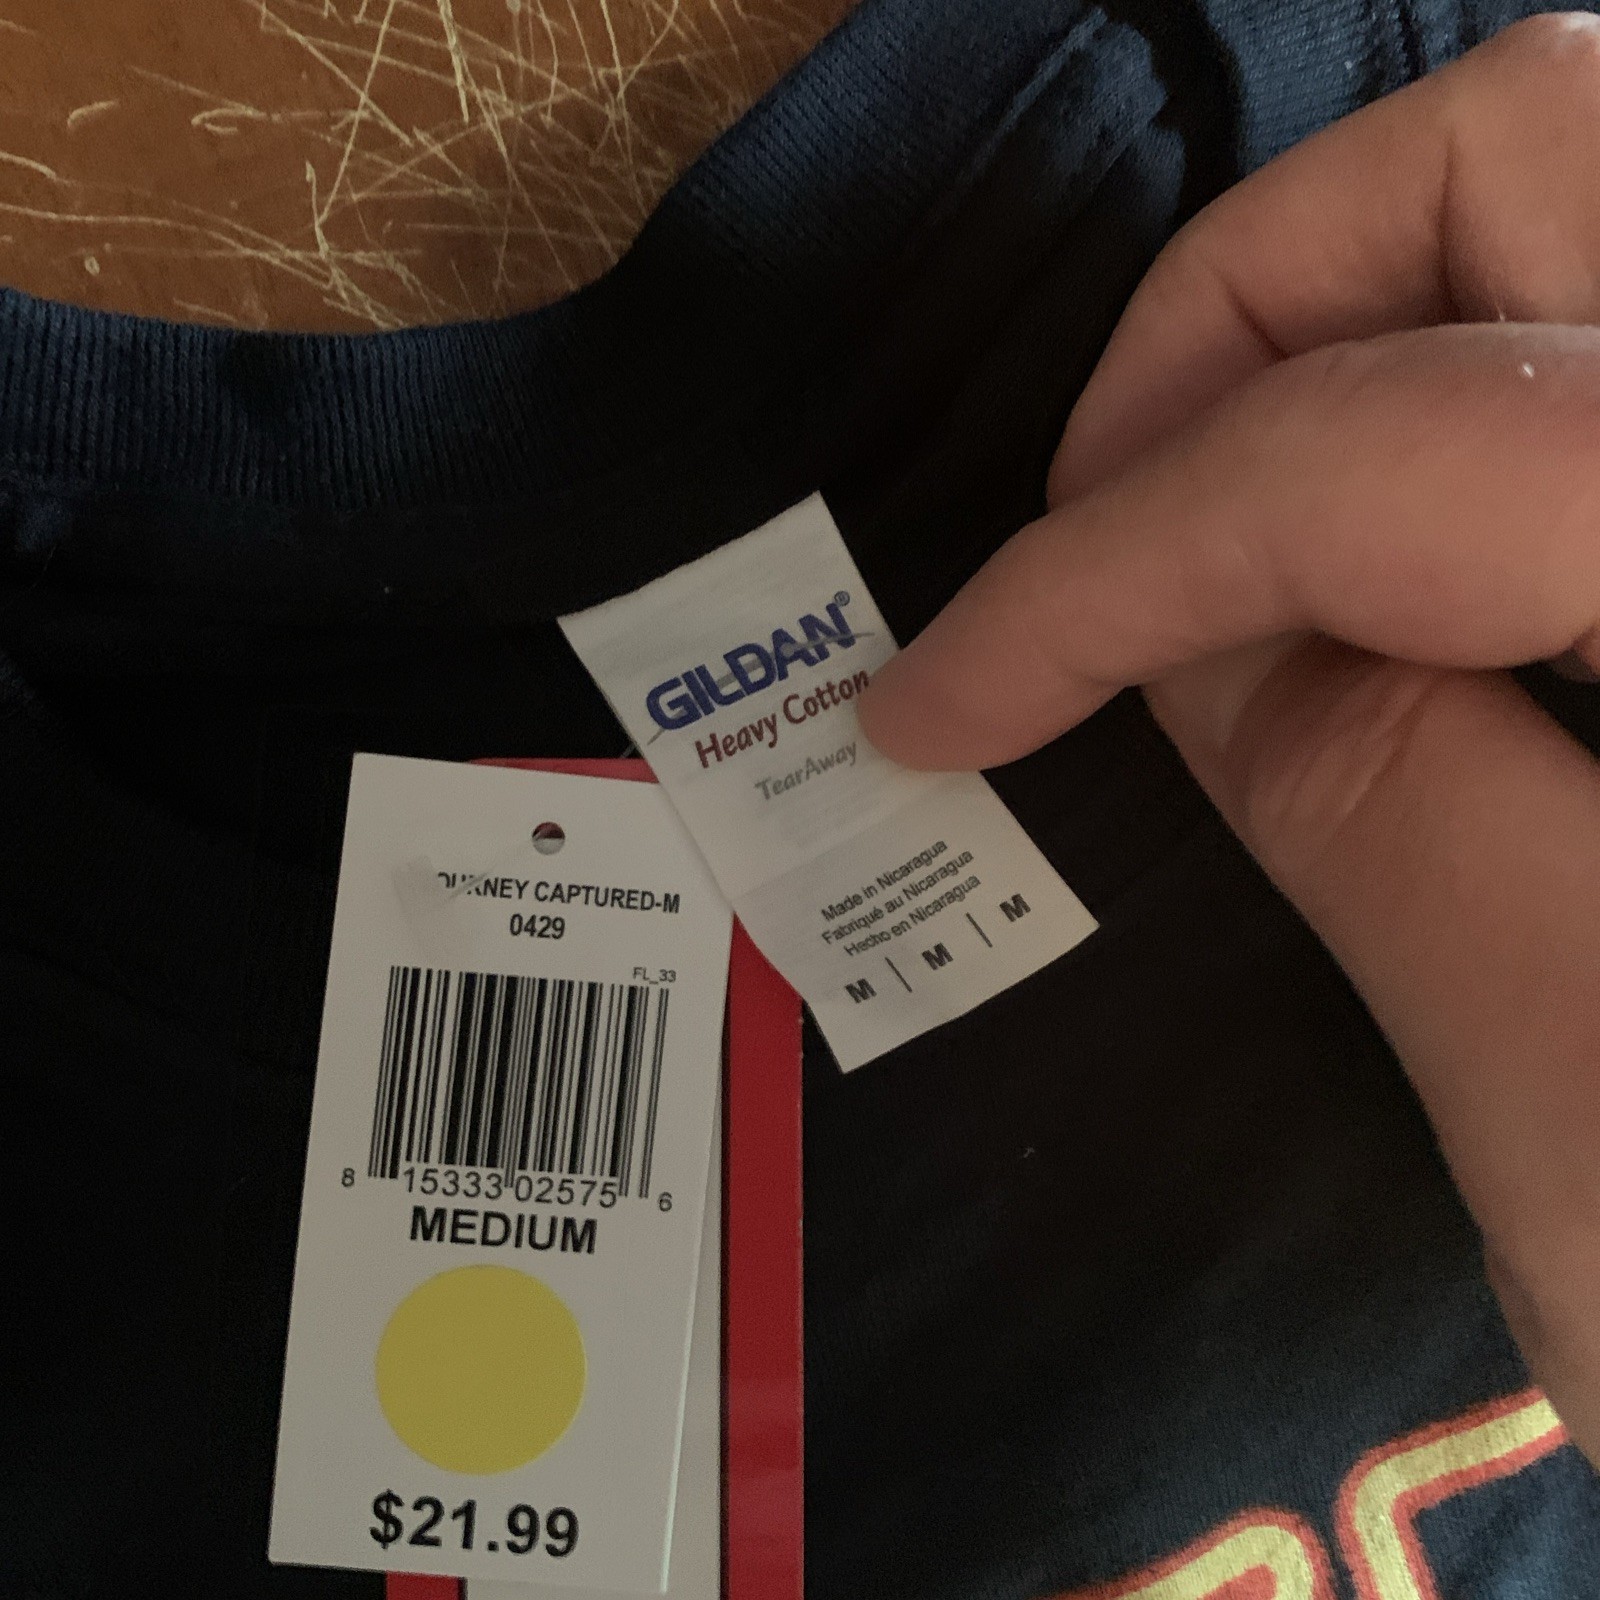 GILDAN®
Heavy Cotton
TearAway
Made in Nicaragua
Fabriqué au Nicaragua
Hecho en Nicaragua
M | M | M
CAPTURED-M
0429
FL_33
8 15333 02575 6
MEDIUM
$21.99